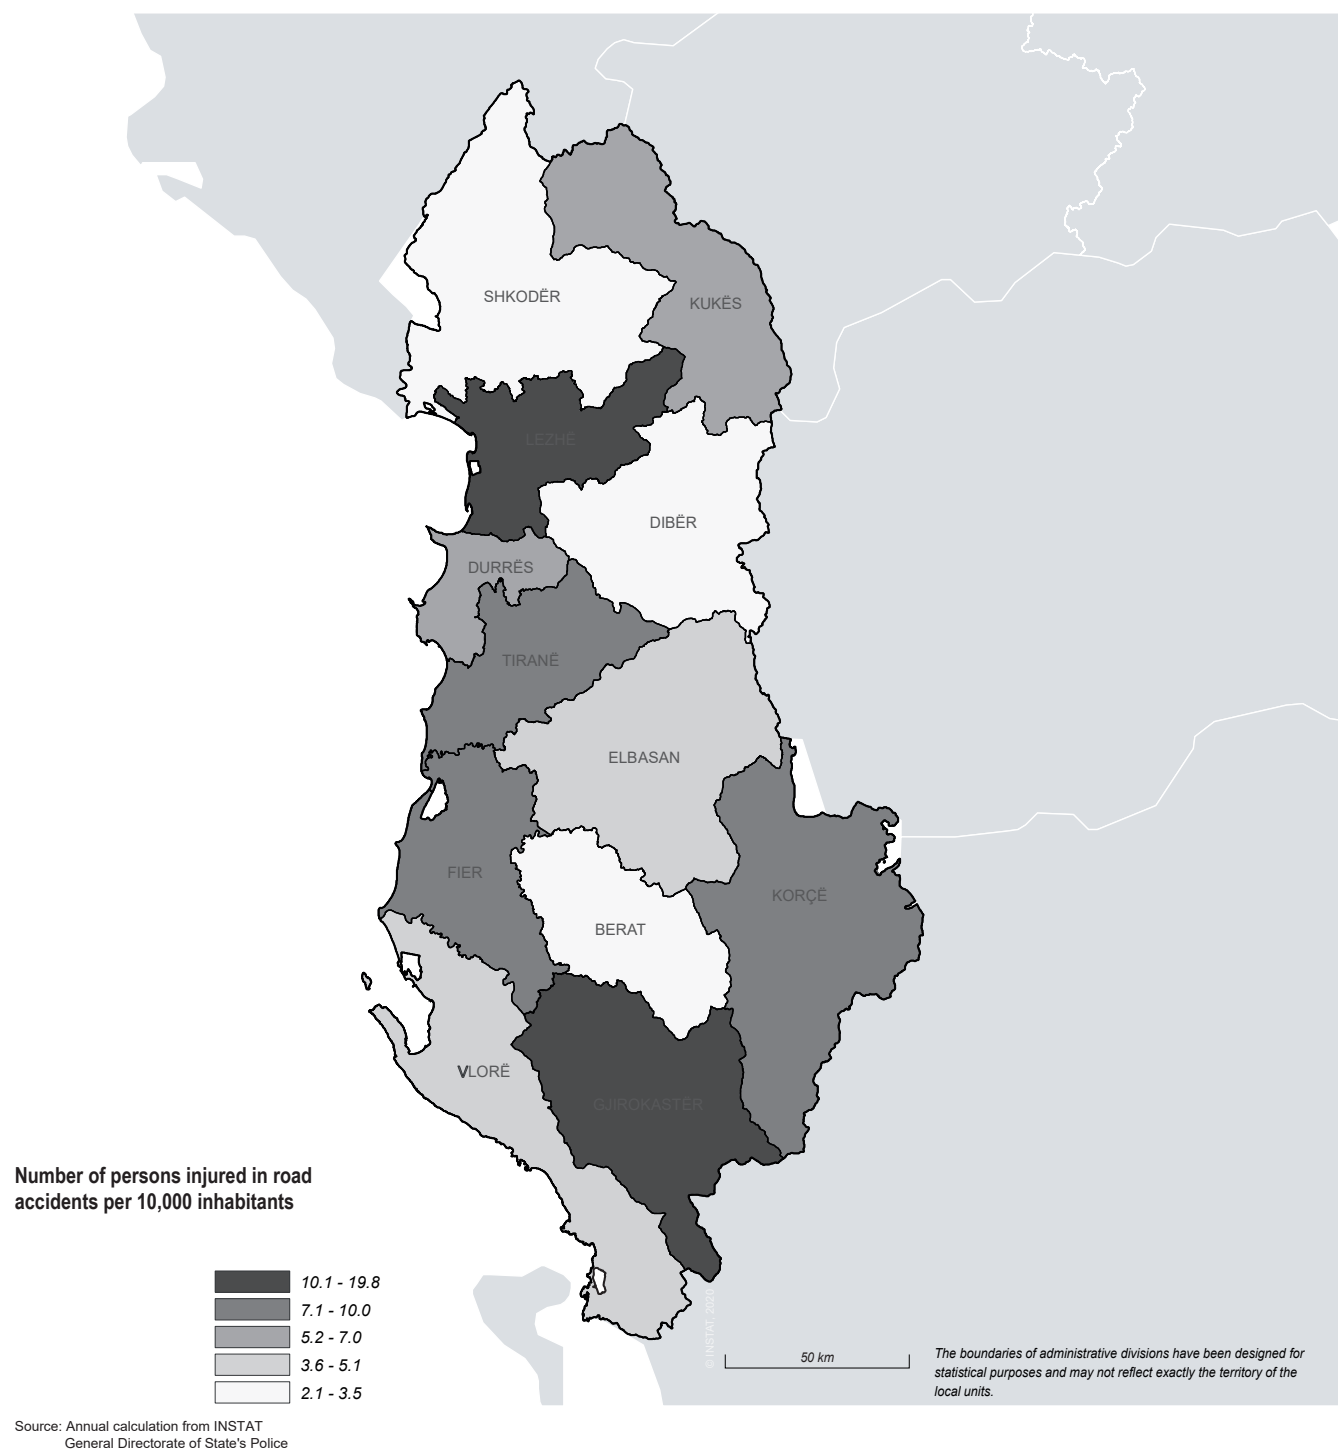 SHKODËR
KUKËS
LEZHË
DIBËR
DURRËS
TIRANË
ELBASAN
FIER
KORÇË
BERAT
VLORË
GJIROKASTËR
Number of persons injured in road
accidents per 10,000 inhabitants
10.1 - 19.8
7.1 - 10.0
5.2 - 7.0
3.6 - 5.1
2.1 - 3.5
© INSTAT, 2020
50 km
The boundaries of administrative divisions have been designed for
statistical purposes and may not reflect exactly the territory of the
local units.
Source: Annual calculation from INSTAT
General Directorate of State's Police